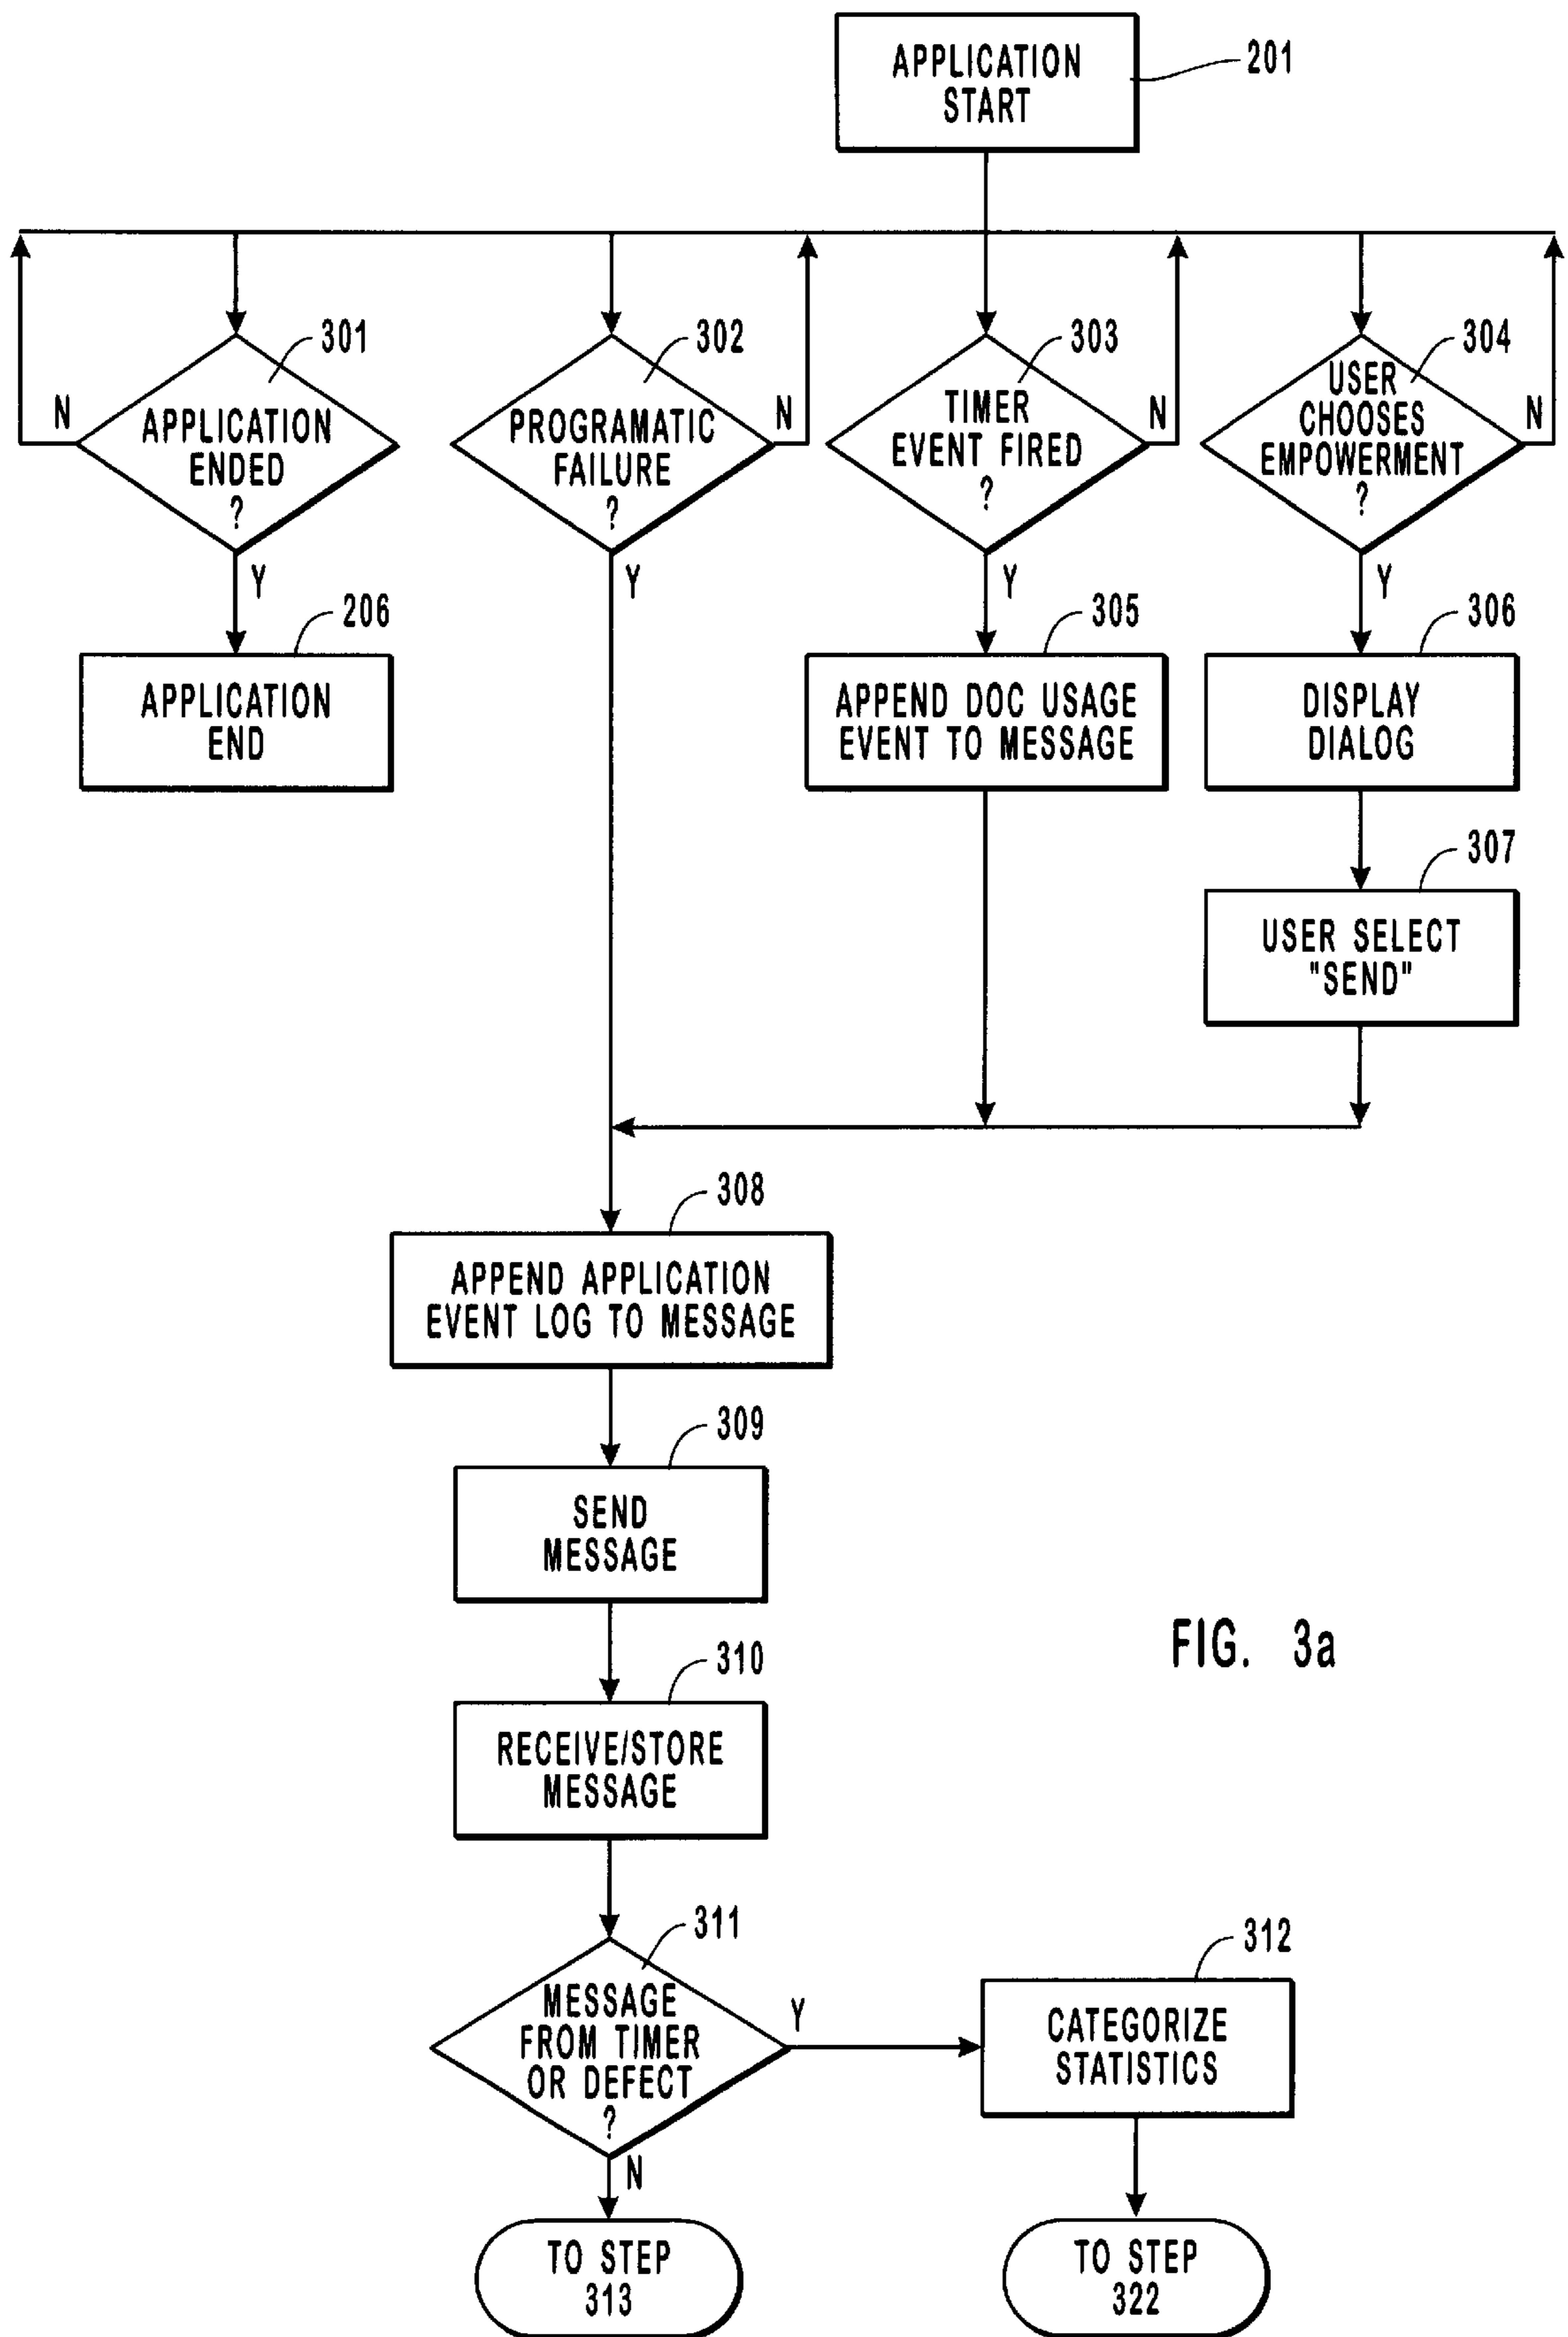 APPLICATION
START
201
301
302
303
304
N
APPLICATION
ENDED
?
Y
PROGRAMATIC
FAILURE
?
N
Y
TIMER
EVENT FIRED
?
N
Y
USER
CHOOSES
EMPOWERMENT
?
N
Y
206
APPLICATION
END
305
APPEND DOC USAGE
EVENT TO MESSAGE
306
DISPLAY
DIALOG
307
USER SELECT
"SEND"
308
APPEND APPLICATION
EVENT LOG TO MESSAGE
309
SEND
MESSAGE
310
RECEIVE/STORE
MESSAGE
FIG. 3a
311
MESSAGE
FROM TIMER
OR DEFECT
?
Y
N
312
CATEGORIZE
STATISTICS
TO STEP
313
TO STEP
322